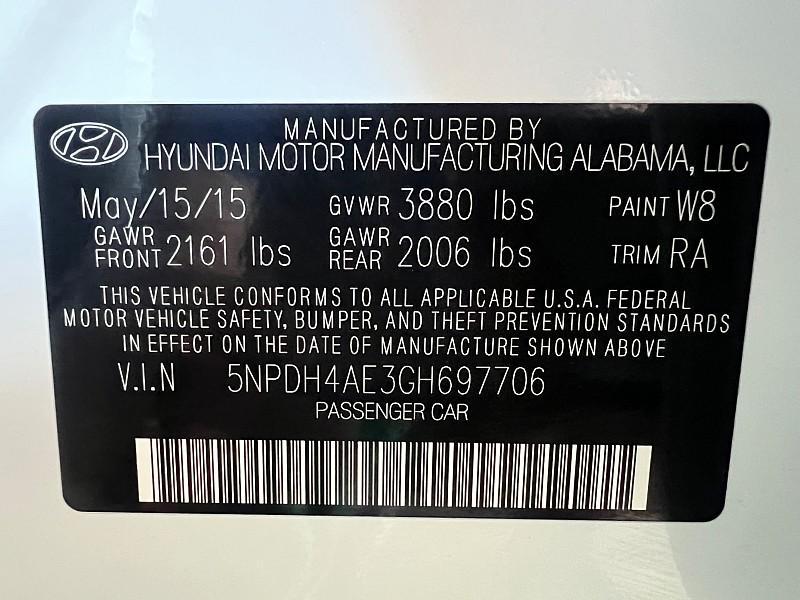 MANUFACTURED BY
HYUNDAI MOTOR MANUFACTURING ALABAMA, LLC
May/15/15 GVWR 3880 lbs PAINT W8
GAWR FRONT 2161 lbs GAWR REAR 2006 lbs TRIM RA
THIS VEHICLE CONFORMS TO ALL APPLICABLE U.S.A. FEDERAL
MOTOR VEHICLE SAFETY, BUMPER, AND THEFT PREVENTION STANDARDS
IN EFFECT ON THE DATE OF MANUFACTURE SHOWN ABOVE
V.I.N 5NPDH4AE3GH697706
PASSENGER CAR